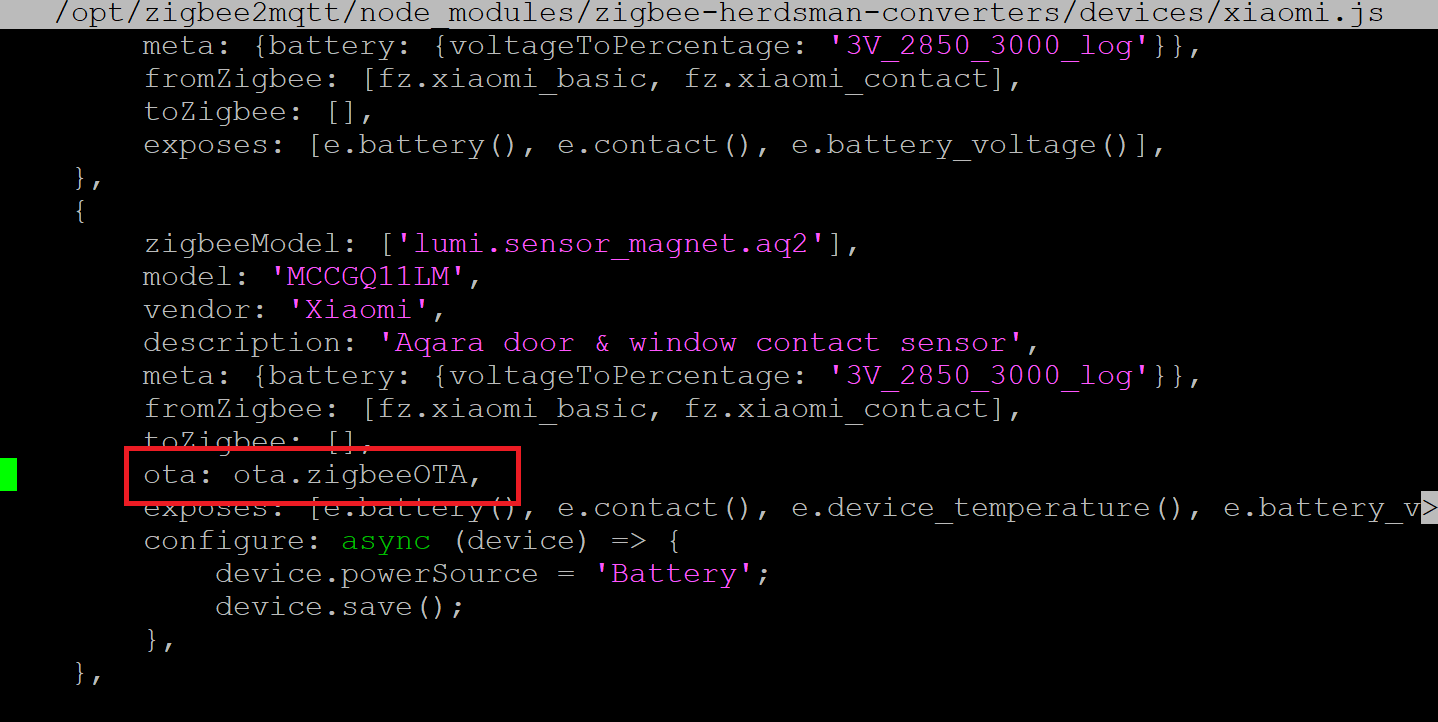 /opt/zigbee2mqtt/node_modules/zigbee-herdsman-converters/devices/xiaomi.js
meta: {battery: {voltageToPercentage: '3V_2850_3000_log'}},
fromZigbee: [fz.xiaomi_basic, fz.xiaomi_contact],
toZigbee: [],
exposes: [e.battery(), e.contact(), e.battery_voltage()],
},
{
zigbeeModel: ['lumi.sensor_magnet.aq2'],
model: 'MCCGQ11LM',
vendor: 'Xiaomi',
description: 'Aqara door & window contact sensor',
meta: {battery: {voltageToPercentage: '3V_2850_3000_log'}},
fromZigbee: [fz.xiaomi_basic, fz.xiaomi_contact],
toZigbee: [],
ota: ota.zigbeeOTA,
exposes: [e.battery(), e.contact(), e.device_temperature(), e.battery_v>
configure: async (device) => {
device.powerSource = 'Battery';
device.save();
},
},